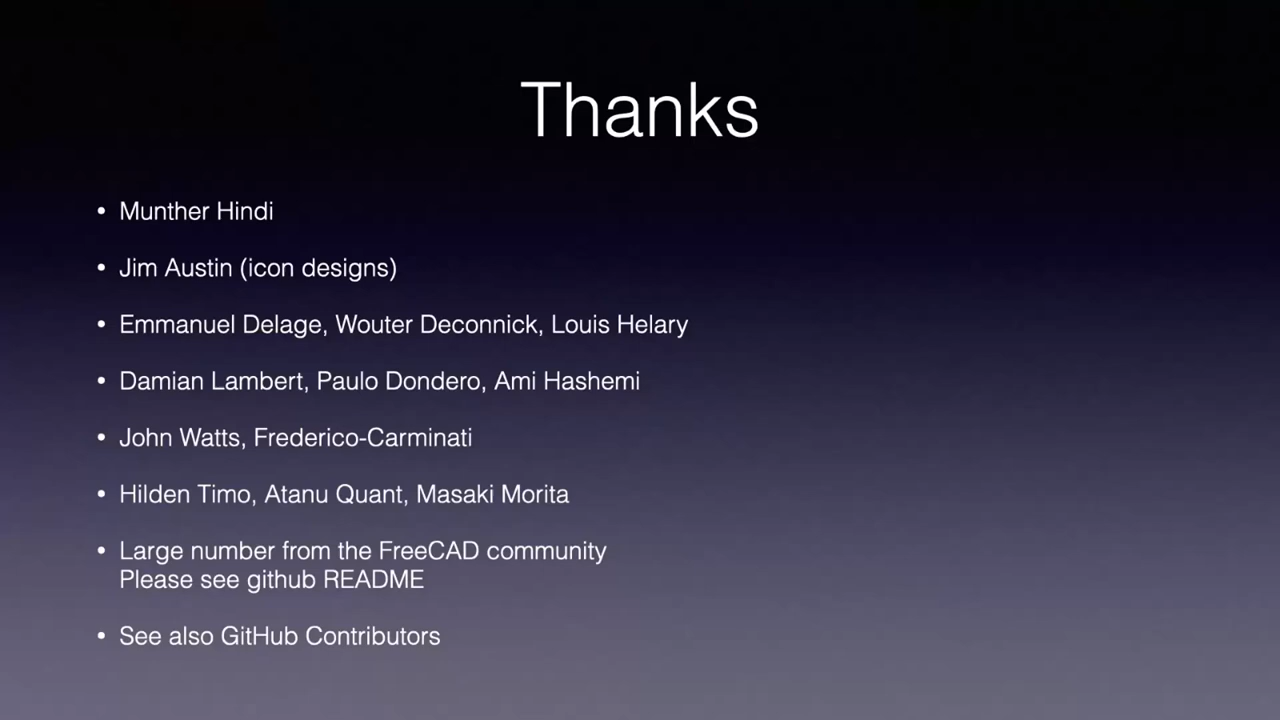 Thanks
• Munther Hindi
• Jim Austin (icon designs)
• Emmanuel Delage, Wouter Deconnick, Louis Helary
• Damian Lambert, Paulo Dondero, Ami Hashemi
• John Watts, Frederico-Carminati
• Hilden Timo, Atanu Quant, Masaki Morita
• Large number from the FreeCAD community
Please see github README
• See also GitHub Contributors